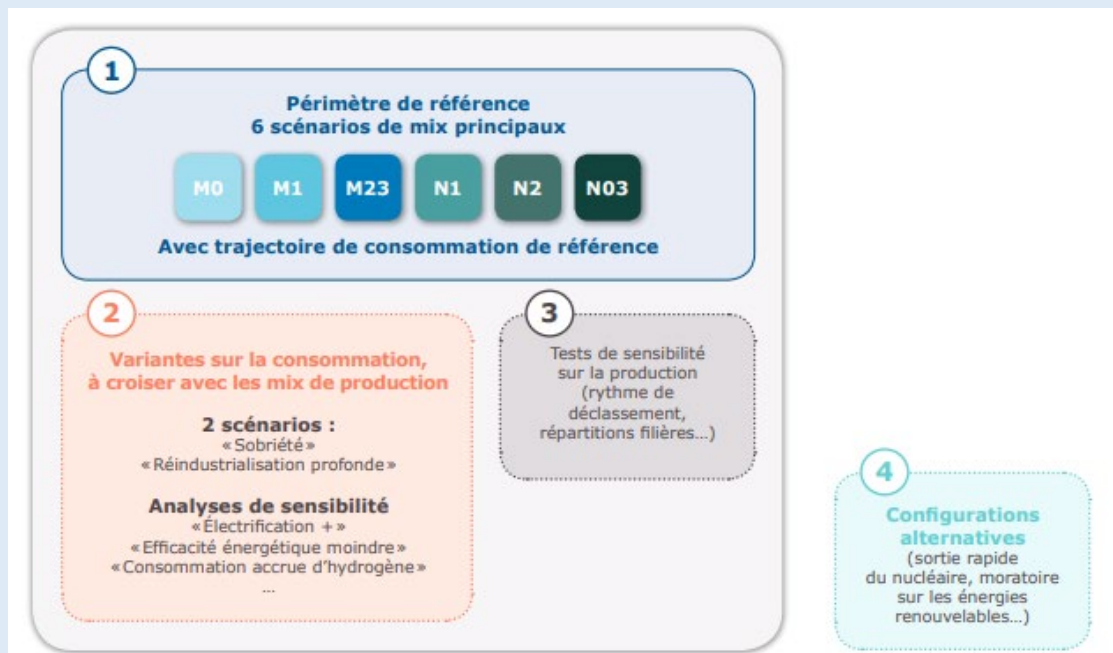 1
Périmètre de référence
6 scénarios de mix principaux
M0 M1 M23 N1 N2 N03
Avec trajectoire de consommation de référence
2
Variantes sur la consommation,
à croiser avec les mix de production
2 scénarios :
«Sobriété»
«Réindustrialisation profonde»
Analyses de sensibilité
«Électrification +»
«Efficacité énergétique moindre»
«Consommation accrue d’hydrogène»
...
3
Tests de sensibilité
sur la production
(rythme de
déclassement,
répartitions filières...)
4
Configurations
alternatives
(sortie rapide
du nucléaire, moratoire
sur les énergies
renouvelables...)